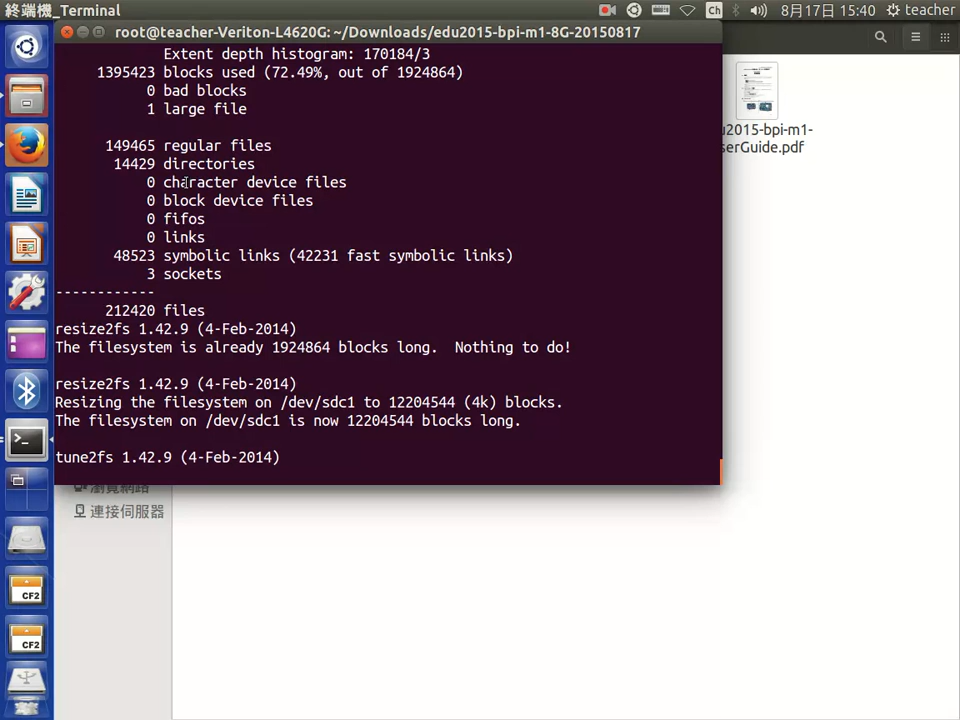 終端機_Terminal
Ch
8月17日 15:40
teacher
root@teacher-Veriton-L4620G: ~/Downloads/edu2015-bpi-m1-8G-20150817
Extent depth histogram: 170184/3
1395423 blocks used (72.49%, out of 1924864)
0 bad blocks
1 large file
149465 regular files
14429 directories
0 character device files
0 block device files
0 fifos
0 links
48523 symbolic links (42231 fast symbolic links)
3 sockets
------------
212420 files
resize2fs 1.42.9 (4-Feb-2014)
The filesystem is already 1924864 blocks long.  Nothing to do!
resize2fs 1.42.9 (4-Feb-2014)
Resizing the filesystem on /dev/sdc1 to 12204544 (4k) blocks.
The filesystem on /dev/sdc1 is now 12204544 blocks long.
tune2fs 1.42.9 (4-Feb-2014)
u2015-bpi-m1-
serGuide.pdf
瀏覽網路
連接伺服器
CF2
CF2